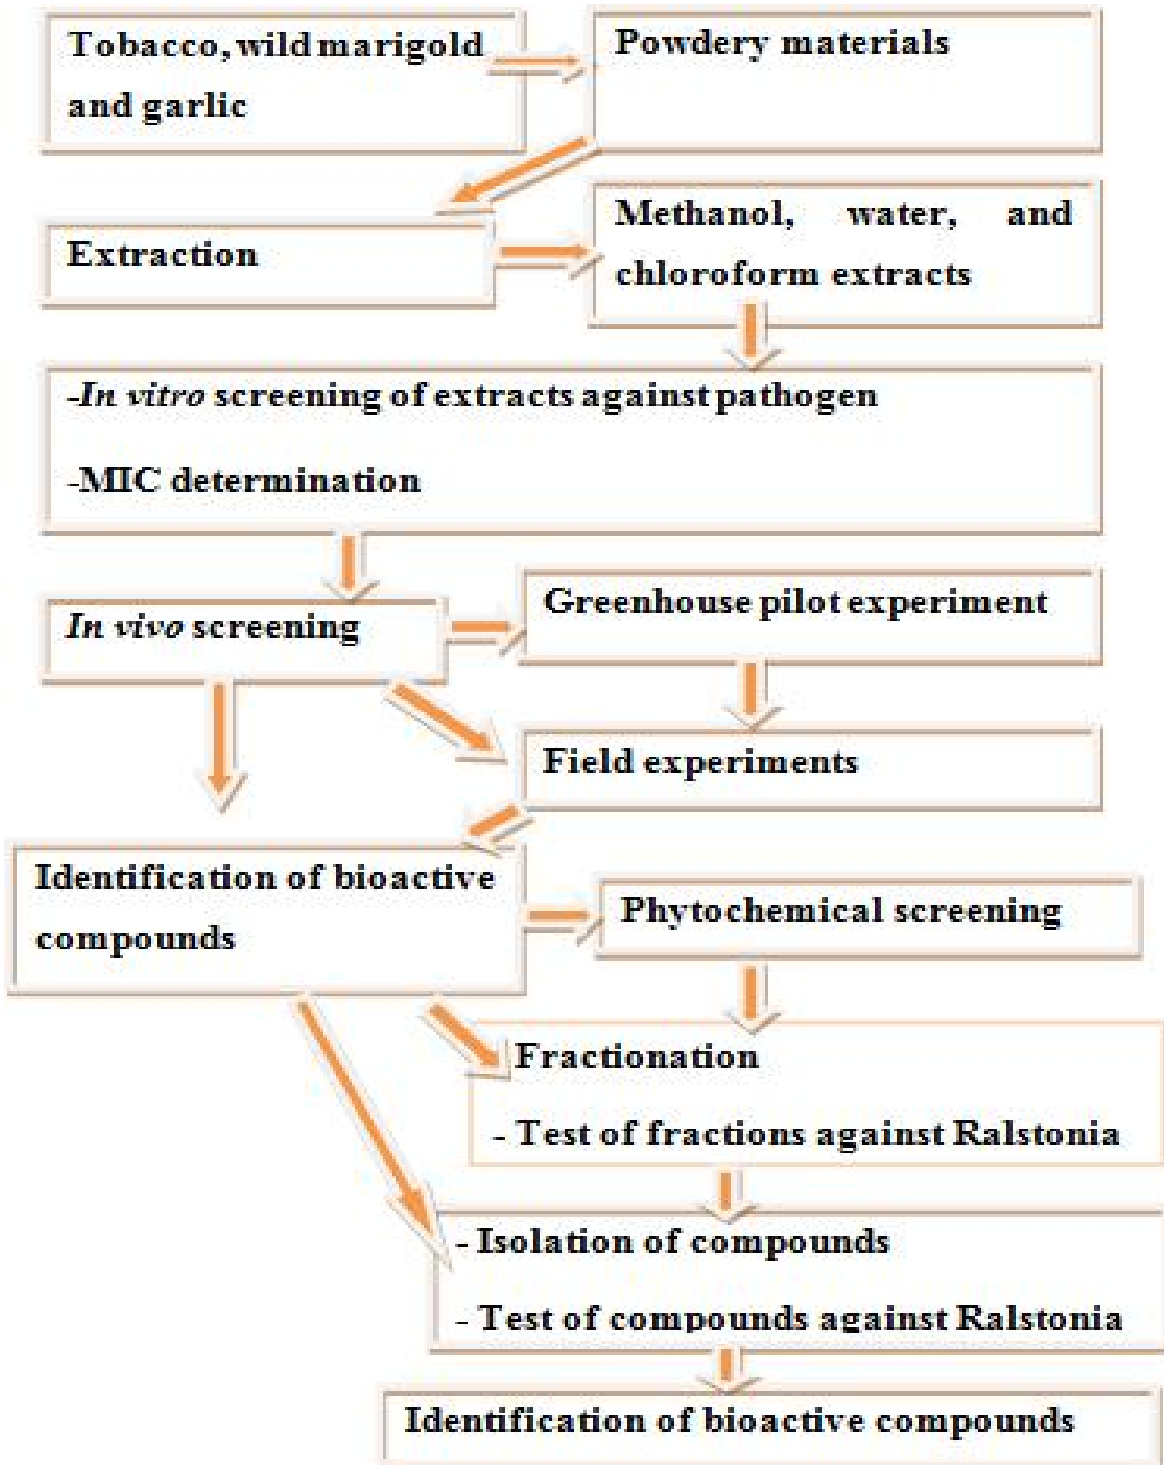 Tobacco, wild marigold
and garlic
Powdery materials
Extraction
Methanol, water, and
chloroform extracts
-In vitro screening of extracts against pathogen
-MIC determination
In vivo screening
Greenhouse pilot experiment
Field experiments
Identification of bioactive
compounds
Phytochemical screening
Fractionation
- Test of fractions against Ralstonia
- Isolation of compounds
- Test of compounds against Ralstonia
Identification of bioactive compounds